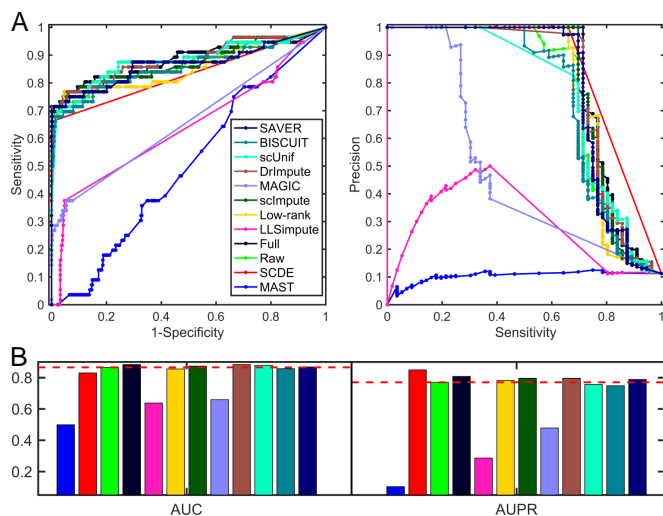 A
1
0.9
0.8
0.7
0.6
0.5
0.4
0.3
0.2
0.1
0
Sensitivity
0 0.2 0.4 0.6 0.8 1
1-Specificity
SAVER
BISCUIT
scUnif
DrImpute
MAGIC
scImpute
Low-rank
LLSimpute
Full
Raw
SCDE
MAST
1
0.9
0.8
0.7
0.6
0.5
0.4
0.3
0.2
0.1
0
Precision
0 0.2 0.4 0.6 0.8 1
Sensitivity
B
0.8
0.6
0.4
0.2
AUC AUPR